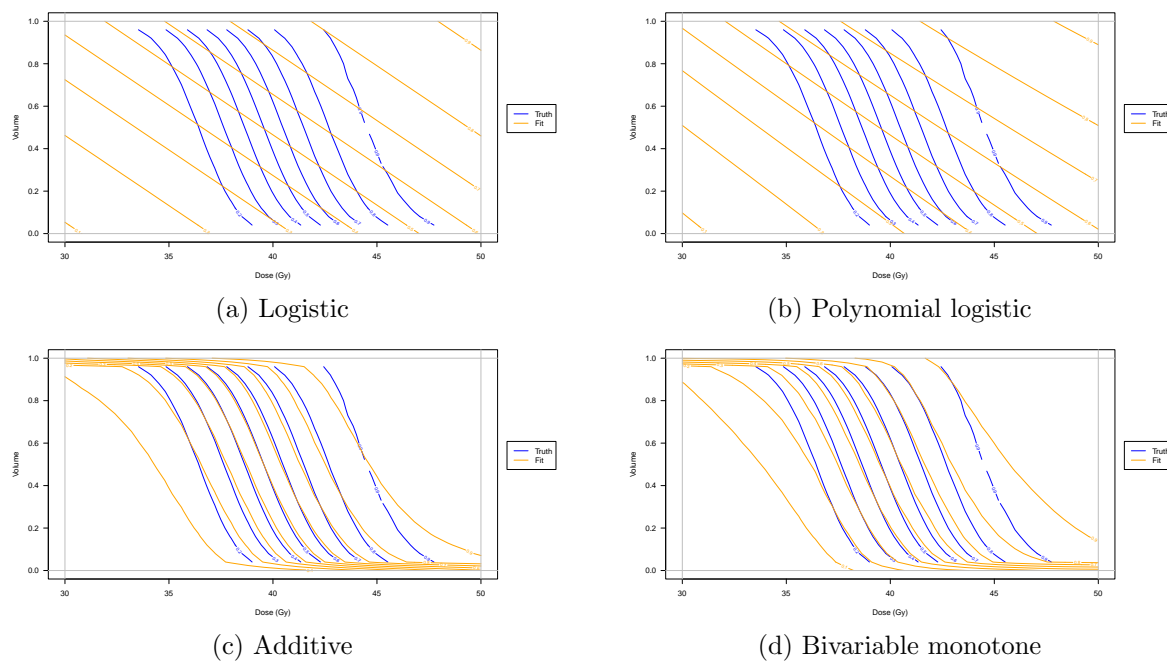 1.0
0.8
0.6
0.4
0.2
0.0
Volume
30
35
40
45
50
Dose (Gy)
Truth
Fit
(a) Logistic
1.0
0.8
0.6
0.4
0.2
0.0
Volume
30
35
40
45
50
Dose (Gy)
Truth
Fit
(b) Polynomial logistic
1.0
0.8
0.6
0.4
0.2
0.0
Volume
30
35
40
45
50
Dose (Gy)
Truth
Fit
(c) Additive
1.0
0.8
0.6
0.4
0.2
0.0
Volume
30
35
40
45
50
Dose (Gy)
Truth
Fit
(d) Bivariable monotone